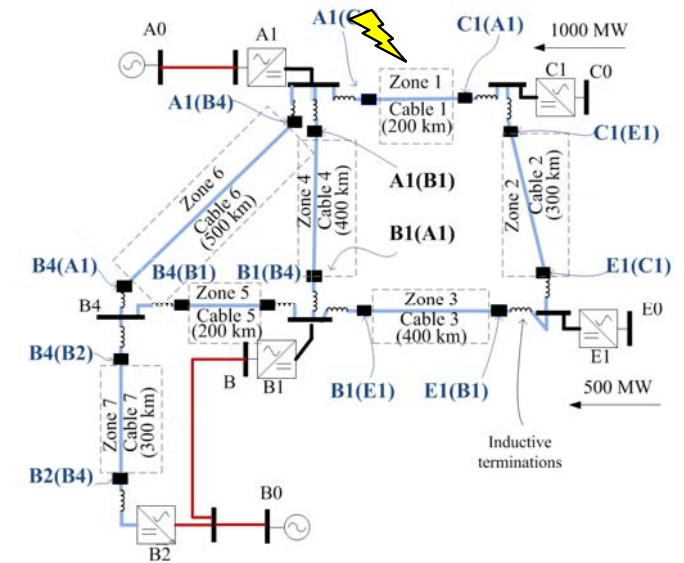 A0
A1
A1(C
C1(A1)
1000 MW
C1
C0
Zone 1
Cable 1
(200 km)
A1(B4)
C1(E1)
Zone 6
Cable 6
(500 km)
Zone 4
Cable 4
(400 km)
A1(B1)
Zone 2
Cable 2
(300 km)
B1(A1)
B4(A1)
B4(B1)
B1(B4)
E1(C1)
B4
Zone 5
Cable 5
(200 km)
Zone 3
Cable 3
(400 km)
E0
E1
B4(B2)
B
B1
B1(E1)
E1(B1)
500 MW
Zone 7
Cable 7
(300 km)
Inductive
terminations
B2(B4)
B0
B2